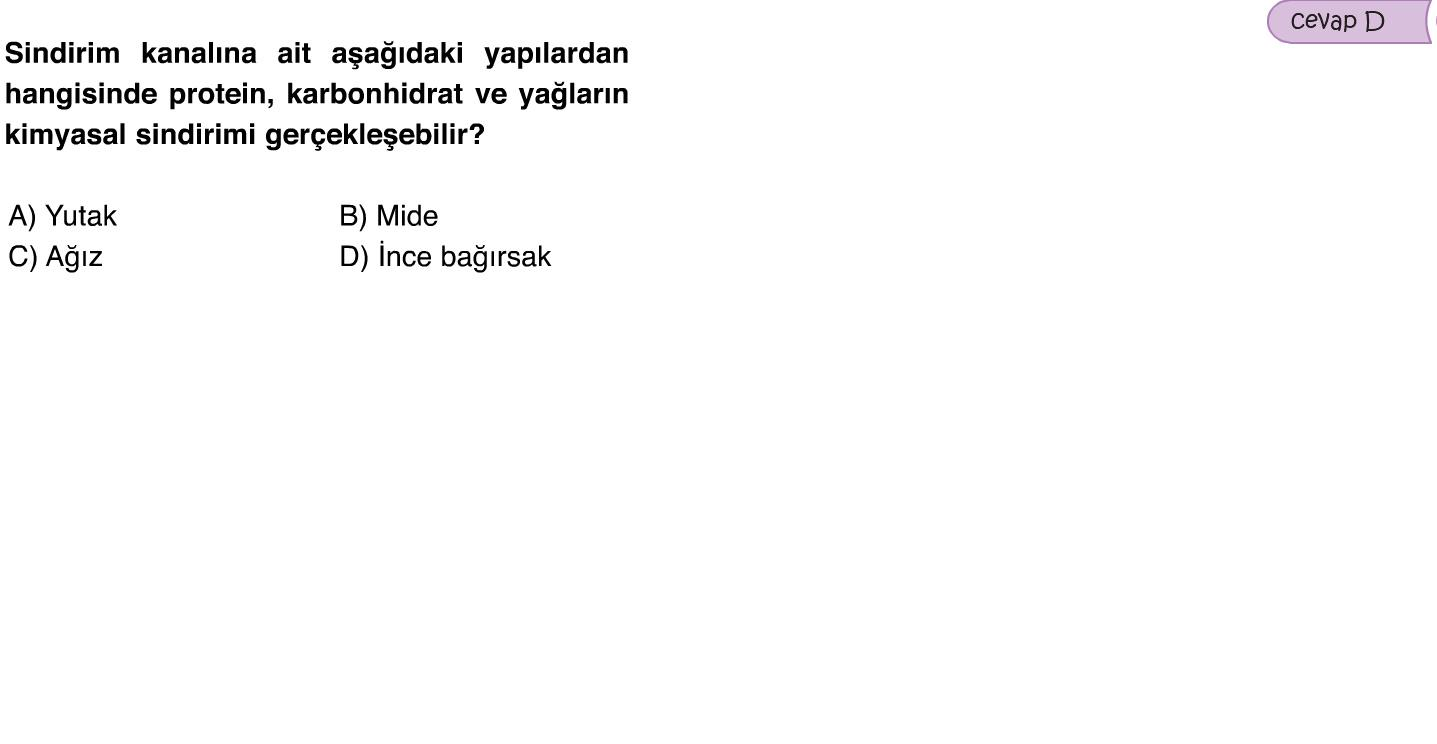 cevap D
Sindirim kanalına ait aşağıdaki yapılardan
hangisinde protein, karbonhidrat ve yağların
kimyasal sindirimi gerçekleşebilir?
A) Yutak B) Mide
C) Ağız D) İnce bağırsak